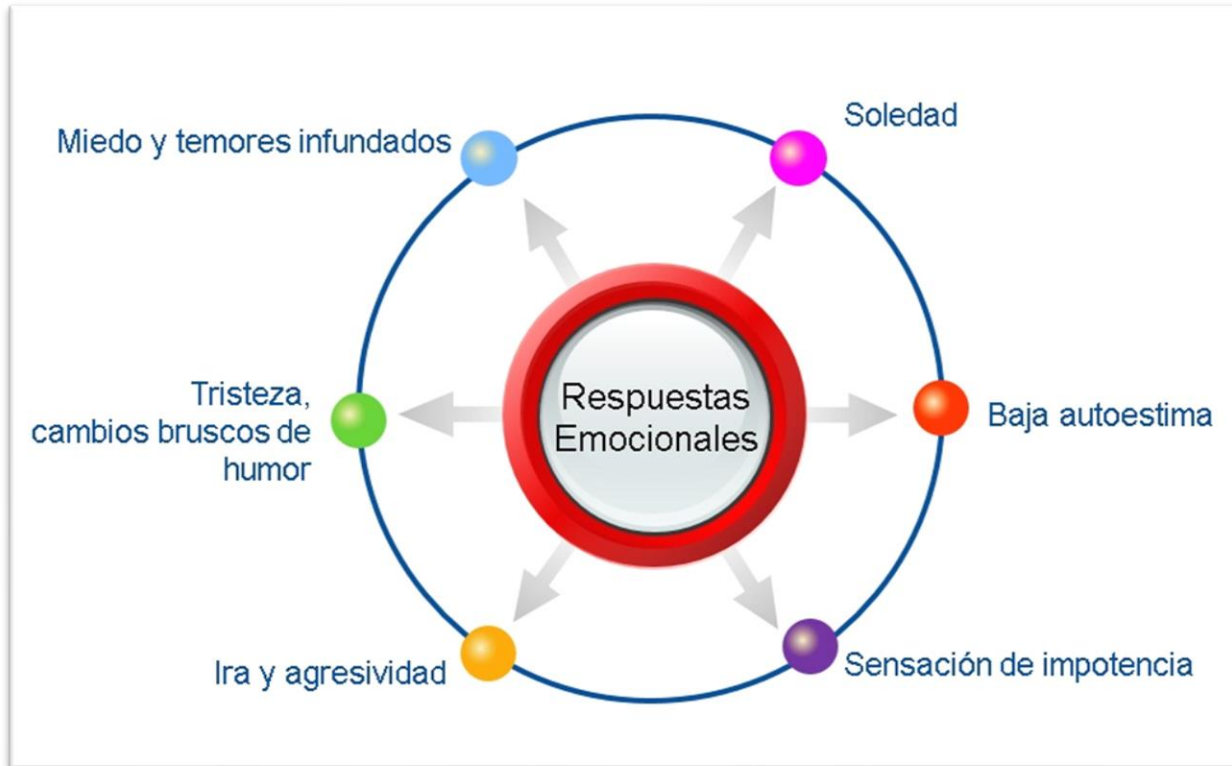 Soledad
Miedo y temores infundados
Respuestas
Emocionales
Tristeza,
cambios bruscos de
humor
Baja autoestima
Ira y agresividad
Sensación de impotencia